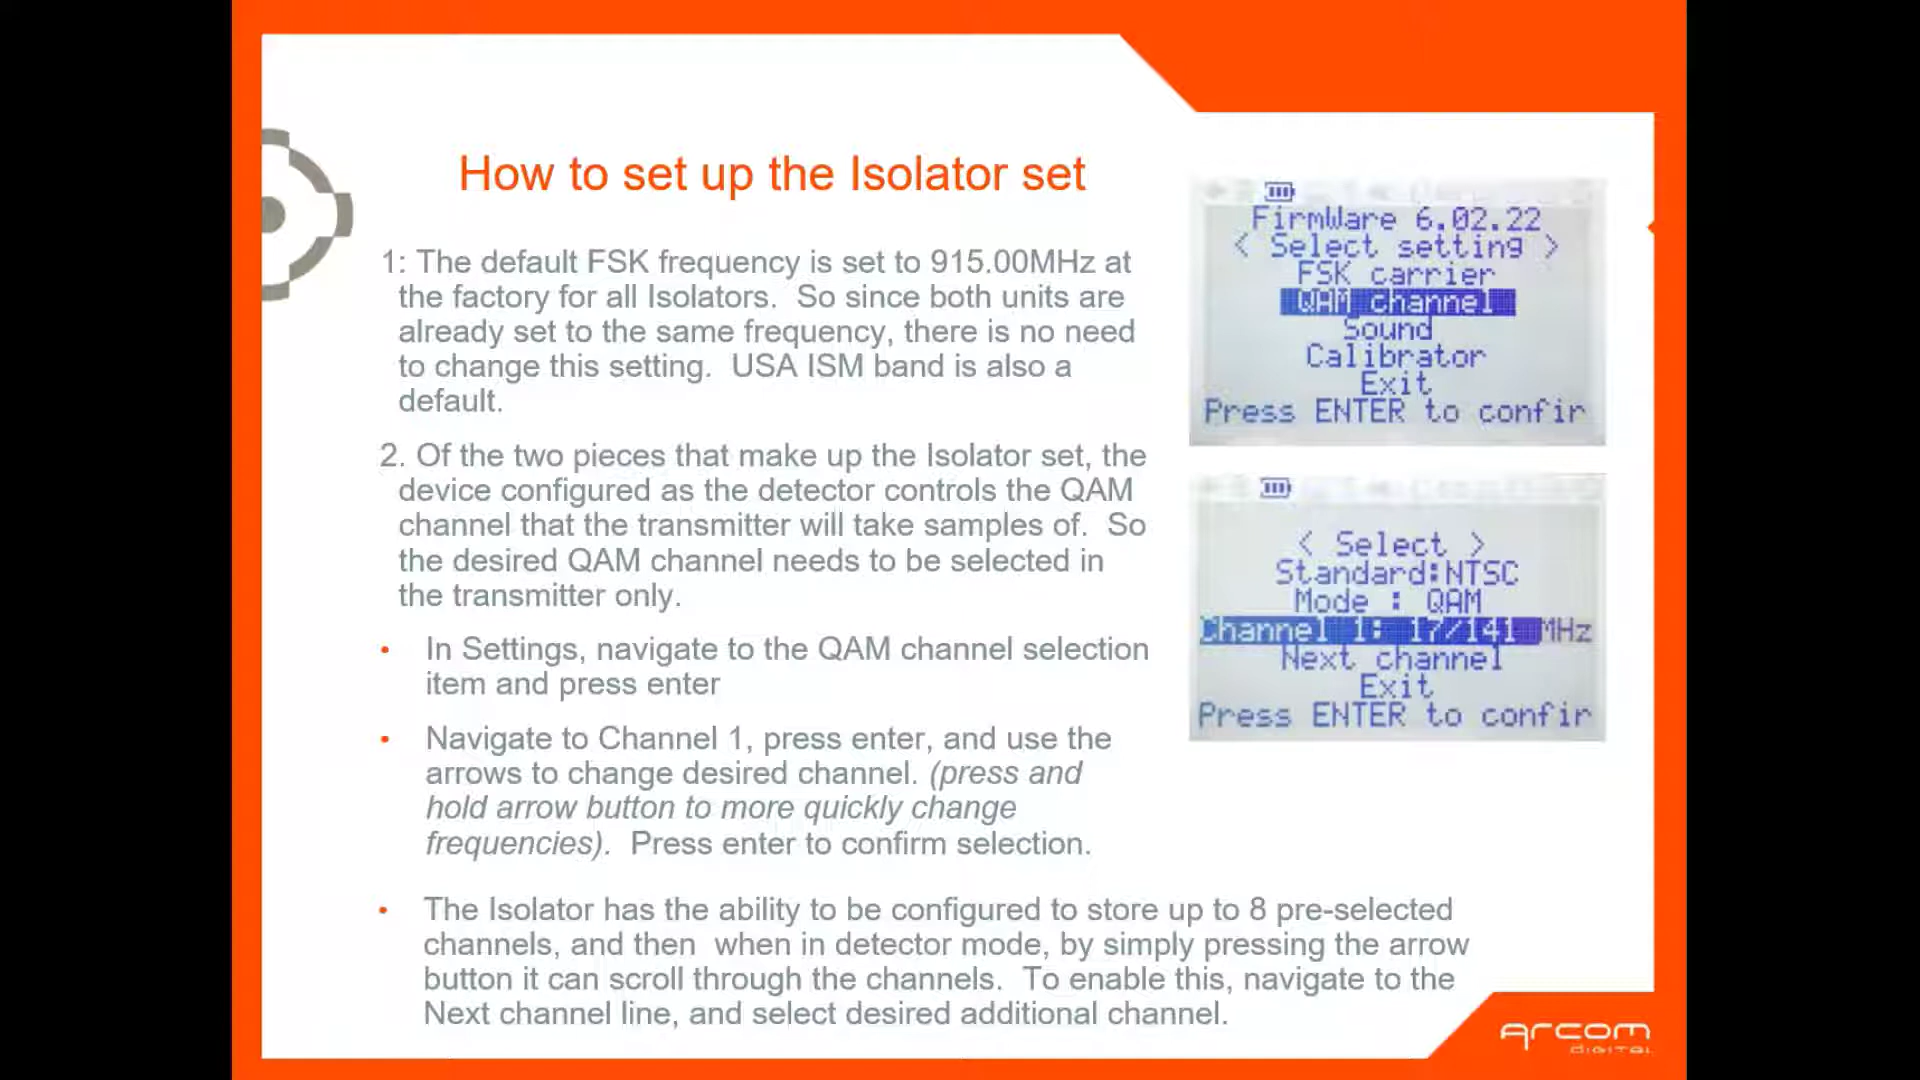 How to set up the Isolator set
1: The default FSK frequency is set to 915.00MHz at
the factory for all Isolators. So since both units are
already set to the same frequency, there is no need
to change this setting. USA ISM band is also a
default.
2. Of the two pieces that make up the Isolator set, the
device configured as the detector controls the QAM
channel that the transmitter will take samples of. So
the desired QAM channel needs to be selected in
the transmitter only.
• In Settings, navigate to the QAM channel selection
item and press enter
• Navigate to Channel 1, press enter, and use the
arrows to change desired channel. (press and
hold arrow button to more quickly change
frequencies). Press enter to confirm selection.
• The Isolator has the ability to be configured to store up to 8 pre-selected
channels, and then when in detector mode, by simply pressing the arrow
button it can scroll through the channels. To enable this, navigate to the
Next channel line, and select desired additional channel.
FirmWare 6.02.22
< Select setting >
FSK carrier
QAM channel
Sound
Calibrator
Exit
Press ENTER to confir
< Select >
Standard:NTSC
Mode : QAM
Channel 1: 17/141 MHz
Next channel
Exit
Press ENTER to confir
arcom
DIGITAL